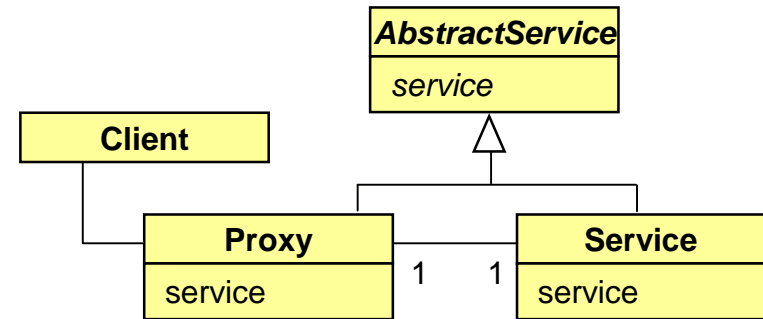 AbstractService
service
Client
Proxy
service
1
1
Service
service